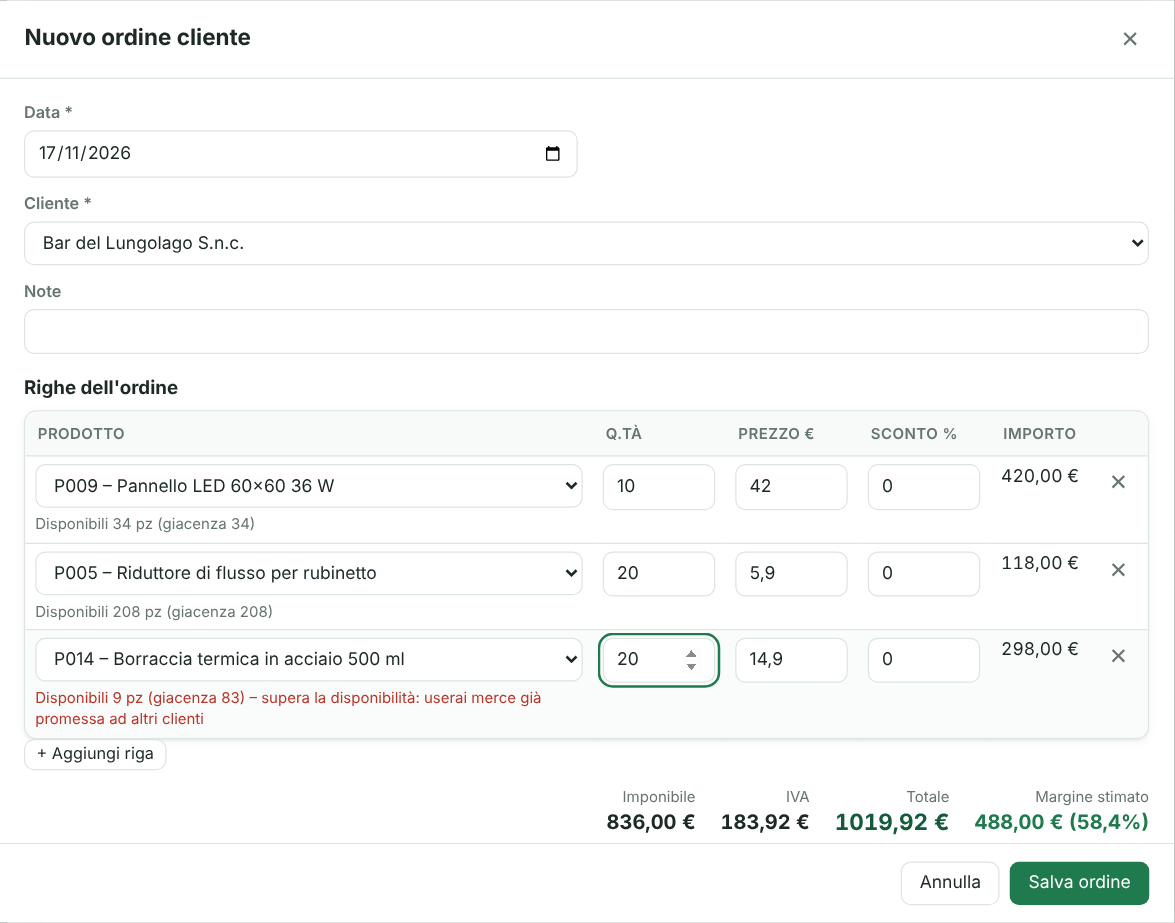 Nuovo ordine cliente
Data *
17/11/2026
Cliente *
Bar del Lungolago S.n.c.
Note
Righe dell'ordine
PRODOTTO Q.TÀ PREZZO € SCONTO % IMPORTO
P009 – Pannello LED 60×60 36 W 10 42 0 420,00 €
Disponibili 34 pz (giacenza 34)
P005 – Riduttore di flusso per rubinetto 20 5,9 0 118,00 €
Disponibili 208 pz (giacenza 208)
P014 – Borraccia termica in acciaio 500 ml 20 14,9 0 298,00 €
Disponibili 9 pz (giacenza 83) – supera la disponibilità: userai merce già
promessa ad altri clienti
+ Aggiungi riga
Imponibile IVA Totale Margine stimato
836,00 € 183,92 € 1019,92 € 488,00 € (58,4%)
Annulla Salva ordine